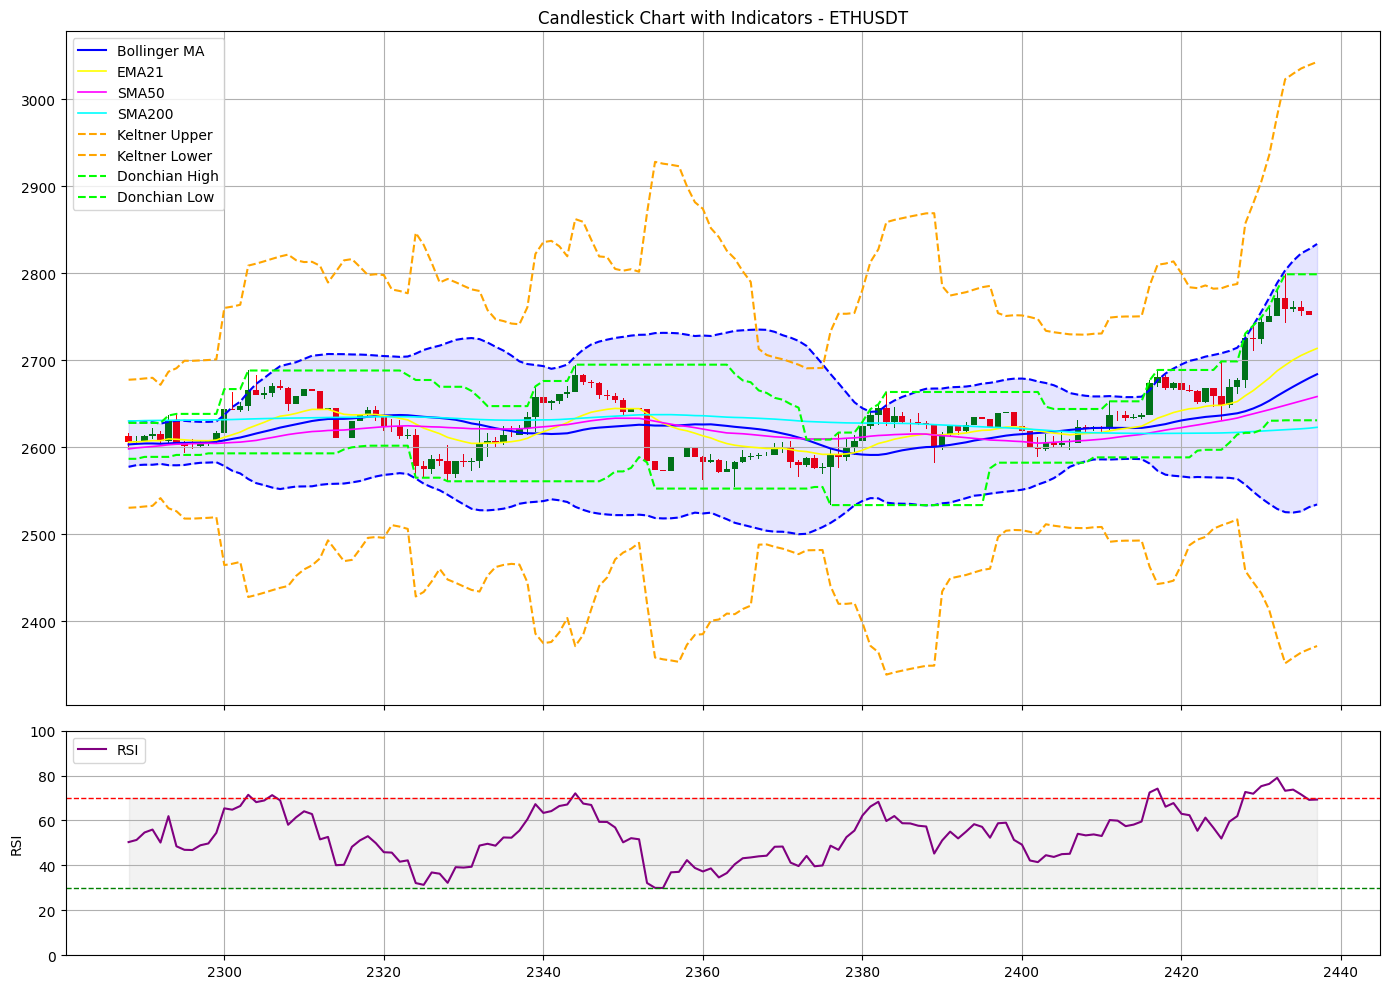 Candlestick Chart with Indicators - ETHUSDT
Bollinger MA
EMA21
SMA50
SMA200
Keltner Upper
Keltner Lower
Donchian High
Donchian Low
3000
2900
2800
2700
2600
2500
2400
RSI
100
80
60
40
20
0
RSI
2300 2320 2340 2360 2380 2400 2420 2440